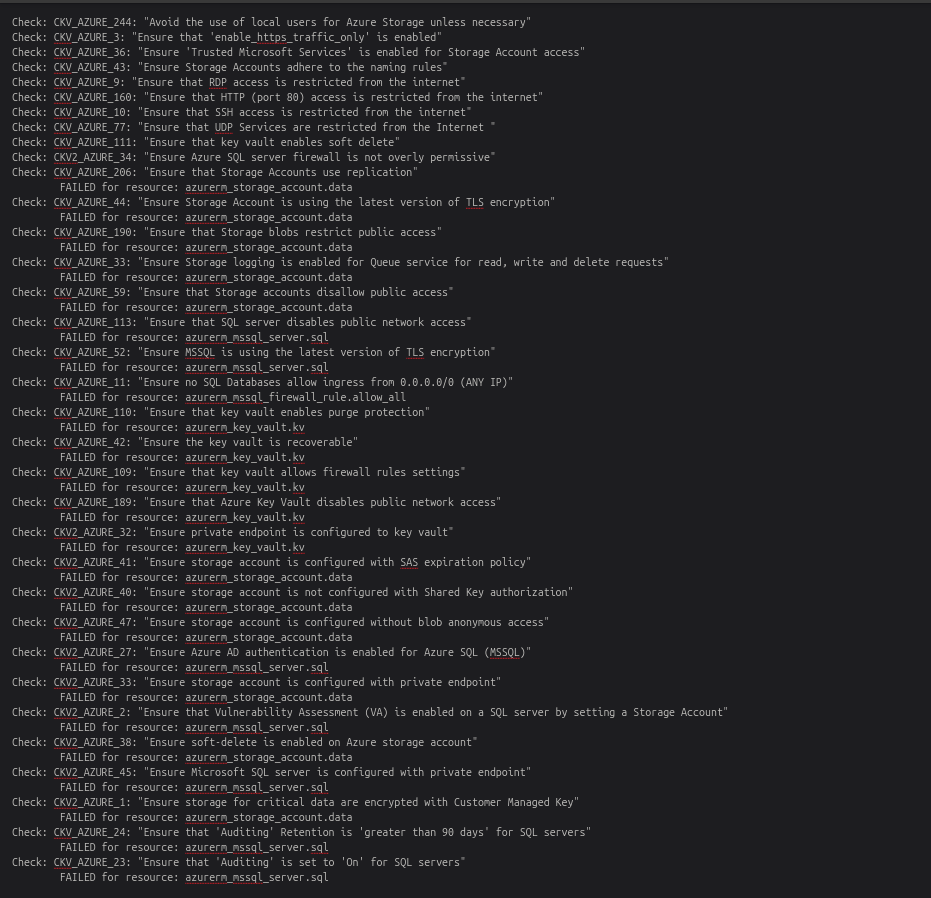 Check: CKV_AZURE_244: "Avoid the use of local users for Azure Storage unless necessary"
Check: CKV_AZURE_3: "Ensure that 'enable_https_traffic_only' is enabled"
Check: CKV_AZURE_36: "Ensure 'Trusted Microsoft Services' is enabled for Storage Account access"
Check: CKV_AZURE_43: "Ensure Storage Accounts adhere to the naming rules"
Check: CKV_AZURE_9: "Ensure that RDP access is restricted from the internet"
Check: CKV_AZURE_160: "Ensure that HTTP (port 80) access is restricted from the internet"
Check: CKV_AZURE_10: "Ensure that SSH access is restricted from the internet"
Check: CKV_AZURE_77: "Ensure that UDP Services are restricted from the Internet "
Check: CKV_AZURE_111: "Ensure that key vault enables soft delete"
Check: CKV2_AZURE_34: "Ensure Azure SQL server firewall is not overly permissive"
Check: CKV_AZURE_206: "Ensure that Storage Accounts use replication"
FAILED for resource: azurerm_storage_account.data
Check: CKV_AZURE_44: "Ensure Storage Account is using the latest version of TLS encryption"
FAILED for resource: azurerm_storage_account.data
Check: CKV_AZURE_190: "Ensure that Storage blobs restrict public access"
FAILED for resource: azurerm_storage_account.data
Check: CKV_AZURE_33: "Ensure Storage logging is enabled for Queue service for read, write and delete requests"
FAILED for resource: azurerm_storage_account.data
Check: CKV_AZURE_59: "Ensure that Storage accounts disallow public access"
FAILED for resource: azurerm_storage_account.data
Check: CKV_AZURE_113: "Ensure that SQL server disables public network access"
FAILED for resource: azurerm_mssql_server.sql
Check: CKV_AZURE_52: "Ensure MSSQL is using the latest version of TLS encryption"
FAILED for resource: azurerm_mssql_server.sql
Check: CKV_AZURE_11: "Ensure no SQL Databases allow ingress from 0.0.0.0/0 (ANY IP)"
FAILED for resource: azurerm_mssql_firewall_rule.allow_all
Check: CKV_AZURE_110: "Ensure that key vault enables purge protection"
FAILED for resource: azurerm_key_vault.kv
Check: CKV_AZURE_42: "Ensure the key vault is recoverable"
FAILED for resource: azurerm_key_vault.kv
Check: CKV_AZURE_109: "Ensure that key vault allows firewall rules settings"
FAILED for resource: azurerm_key_vault.kv
Check: CKV_AZURE_189: "Ensure that Azure Key Vault disables public network access"
FAILED for resource: azurerm_key_vault.kv
Check: CKV2_AZURE_32: "Ensure private endpoint is configured to key vault"
FAILED for resource: azurerm_key_vault.kv
Check: CKV2_AZURE_41: "Ensure storage account is configured with SAS expiration policy"
FAILED for resource: azurerm_storage_account.data
Check: CKV2_AZURE_40: "Ensure storage account is not configured with Shared Key authorization"
FAILED for resource: azurerm_storage_account.data
Check: CKV2_AZURE_47: "Ensure storage account is configured without blob anonymous access"
FAILED for resource: azurerm_storage_account.data
Check: CKV2_AZURE_27: "Ensure Azure AD authentication is enabled for Azure SQL (MSSQL)"
FAILED for resource: azurerm_mssql_server.sql
Check: CKV2_AZURE_33: "Ensure storage account is configured with private endpoint"
FAILED for resource: azurerm_storage_account.data
Check: CKV2_AZURE_2: "Ensure that Vulnerability Assessment (VA) is enabled on a SQL server by setting a Storage Account"
FAILED for resource: azurerm_mssql_server.sql
Check: CKV2_AZURE_38: "Ensure soft-delete is enabled on Azure storage account"
FAILED for resource: azurerm_storage_account.data
Check: CKV2_AZURE_45: "Ensure Microsoft SQL server is configured with private endpoint"
FAILED for resource: azurerm_mssql_server.sql
Check: CKV2_AZURE_1: "Ensure storage for critical data are encrypted with Customer Managed Key"
FAILED for resource: azurerm_storage_account.data
Check: CKV_AZURE_24: "Ensure that 'Auditing' Retention is 'greater than 90 days' for SQL servers"
FAILED for resource: azurerm_mssql_server.sql
Check: CKV_AZURE_23: "Ensure that 'Auditing' is set to 'On' for SQL servers"
FAILED for resource: azurerm_mssql_server.sql